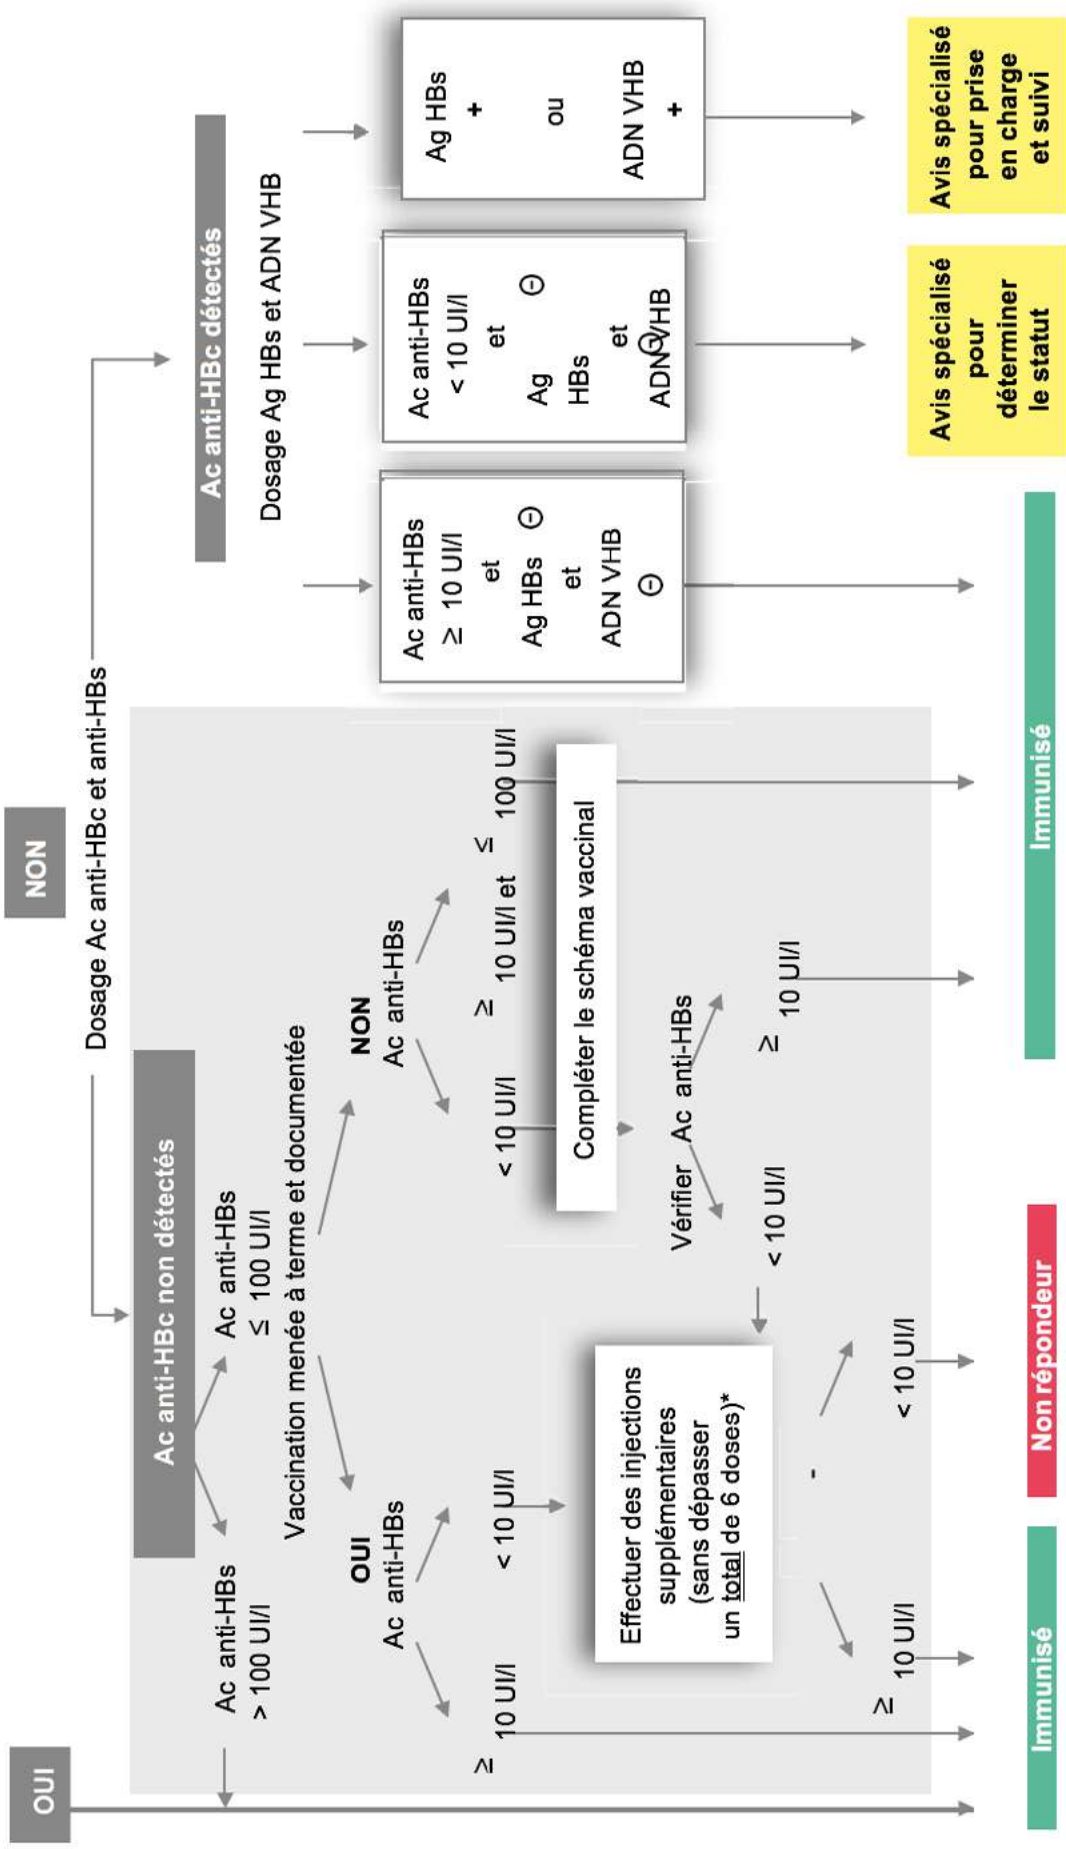 OUI
NON
Dosage Ac anti-HBc et anti-HBs
Ac anti-HBc non détectés
Ac anti-HBc détectés
Ac anti-HBs
> 100 UI/l
Ac anti-HBs
≤ 100 UI/l
Vaccination menée à terme et documentée
OUI
Ac anti-HBs
NON
Ac anti-HBs
≥ 10 UI/l
< 10 UI/l
< 10 UI/l
≥ 10 UI/l et ≤ 100 UI/l
Compléter le schéma vaccinal
Effectuer des injections
supplémentaires
(sans dépasser
un total de 6 doses)*
Vérifier Ac anti-HBs
< 10 UI/l
≥ 10 UI/l
-
≥ 10 UI/l
< 10 UI/l
Dosage Ag HBs et ADN VHB
Ac anti-HBs
≥ 10 UI/l
et
Ag HBs ⊖
et
ADN VHB
⊖
Ac anti-HBs
< 10 UI/l
et
Ag ⊖
HBs
et
ADN VHB
⊖
Ag HBs
+
ou
ADN VHB
+
Immunisé
Non répondeur
Immunisé
Avis spécialisé
pour
déterminer
le statut
Avis spécialisé
pour prise
en charge
et suivi